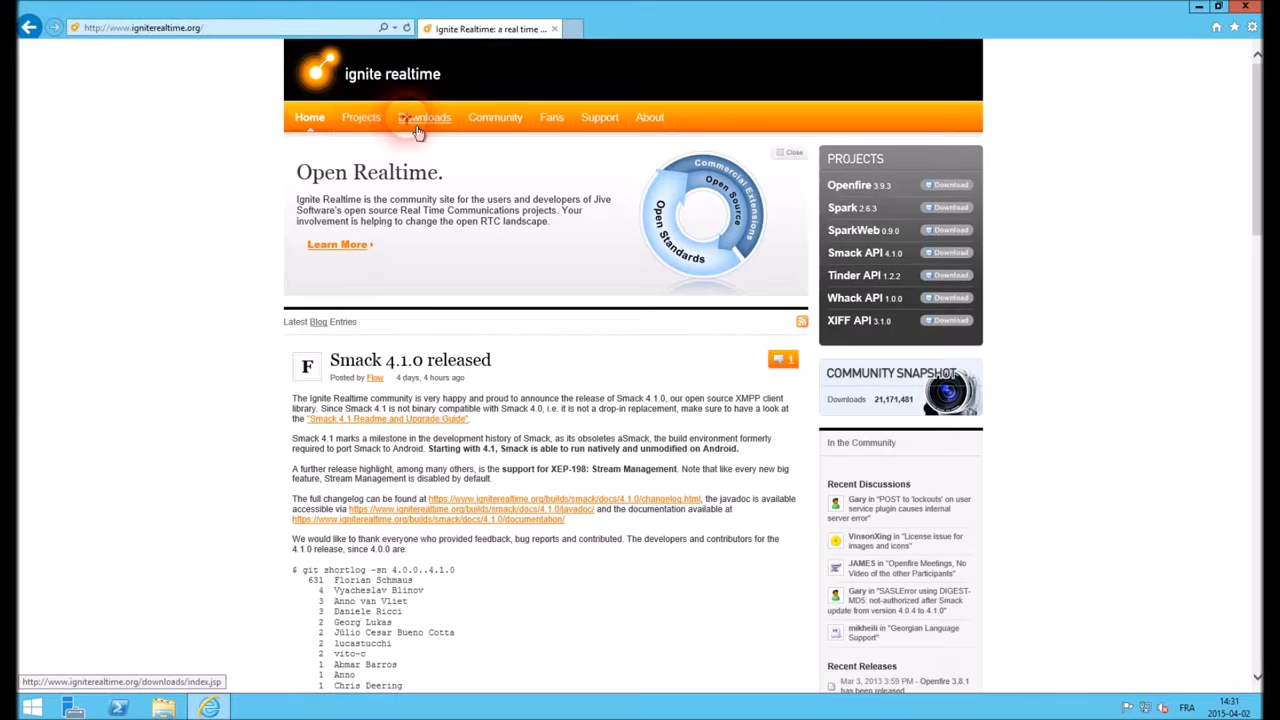 http://www.igniterealtime.org/
Ignite Realtime: a real time ...
ignite realtime
Home Projects Downloads Community Fans Support About
Close
Open Realtime.
Ignite Realtime is the community site for the users and developers of Jive
Software's open source Real Time Communications projects. Your
involvement is helping to change the open RTC landscape.
Learn More
Commercial Extensions
Open Source
Open Standards
PROJECTS
Openfire 3.9.3 Download
Spark 2.6.3 Download
SparkWeb 0.9.0 Download
Smack API 4.1.0 Download
Tinder API 1.2.2 Download
Whack API 1.0.0 Download
XIFF API 3.1.0 Download
Latest Blog Entries
F
Smack 4.1.0 released
1
Posted by Flow 4 days, 4 hours ago
The Ignite Realtime community is very happy and proud to announce the release of Smack 4.1.0, our open source XMPP client
library. Since Smack 4.1 is not binary compatible with Smack 4.0, i.e. it is not a drop-in replacement, make sure to have a look at
the "Smack 4.1 Readme and Upgrade Guide".
Smack 4.1 marks a milestone in the development history of Smack, as its obsoletes aSmack, the build environment formerly
required to port Smack to Android. Starting with 4.1, Smack is able to run natively and unmodified on Android.
A further release highlight, among many others, is the support for XEP-198: Stream Management. Note that like every new big
feature, Stream Management is disabled by default.
The full changelog can be found at https://www.igniterealtime.org/builds/smack/docs/4.1.0/changelog.html, the javadoc is available
accessible via https://www.igniterealtime.org/builds/smack/docs/4.1.0/javadoc/ and the documentation available at
https://www.igniterealtime.org/builds/smack/docs/4.1.0/documentation/
We would like to thank everyone who provided feedback, bug reports and contributed. The developers and contributors for the
4.1.0 release, since 4.0.0 are:
$ git shortlog -sn 4.0.0..4.1.0
631 Florian Schmaus
4 Vyacheslav Blinov
3 Anno van Vliet
3 Daniele Ricci
2 Georg Lukas
2 Júlio Cesar Bueno Cotta
2 lucastucchi
2 vito-c
1 Abmar Barros
1 Anno
1 Chris Deering
COMMUNITY SNAPSHOT
Downloads 21,171,481
In the Community
Recent Discussions
Gary in "POST to 'lockouts' on user
service plugin causes internal
server error"
VinsonXing in "License issue for
images and icons"
JAMES in "Openfire Meetings, No
Video of the other Participants"
Gary in "SASLError using DIGEST-
MD5: not-authorized after Smack
update from version 4.0.4 to 4.1.0"
mikheili in "Georgian Language
Support"
Recent Releases
Mar 3, 2013 3:59 PM - Openfire 3.8.1
has been released
http://www.igniterealtime.org/downloads/index.jsp
FRA
14:31
2015-04-02